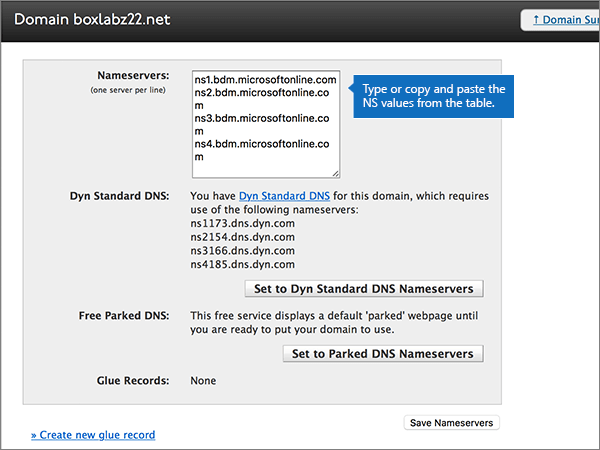 Domain boxlabz22.net
↑ Domain Sur
Nameservers:
(one server per line)
ns1.bdm.microsoftonline.com
ns2.bdm.microsoftonline.co
m
ns3.bdm.microsoftonline.co
m
ns4.bdm.microsoftonline.co
m
Type or copy and paste the
NS values from the table.
Dyn Standard DNS:
You have Dyn Standard DNS for this domain, which requires
use of the following nameservers:
ns1173.dns.dyn.com
ns2154.dns.dyn.com
ns3166.dns.dyn.com
ns4185.dns.dyn.com
Set to Dyn Standard DNS Nameservers
Free Parked DNS:
This free service displays a default 'parked' webpage until
you are ready to put your domain to use.
Set to Parked DNS Nameservers
Glue Records:
None
Save Nameservers
» Create new glue record